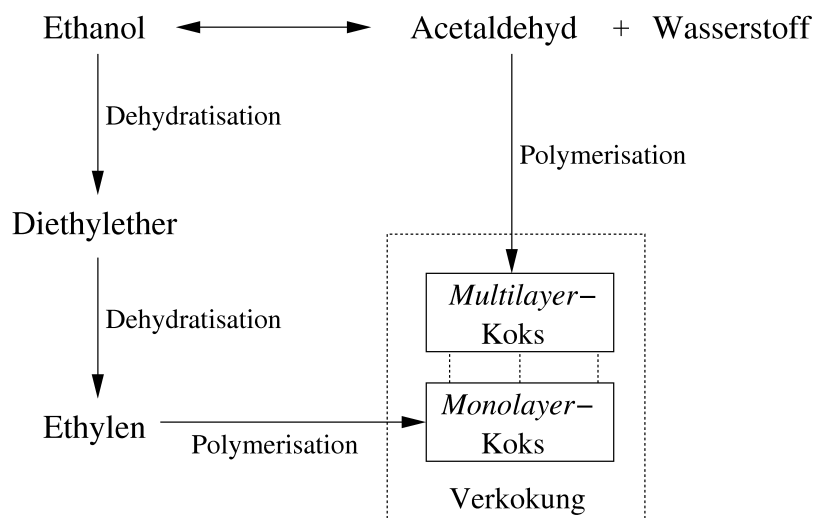 Ethanol Acetaldehyd + Wasserstoff
Dehydratisation
Polymerisation
Diethylether
Multilayer–
Koks
Dehydratisation
Monolayer–
Ethylen
Polymerisation
Koks
Verkokung